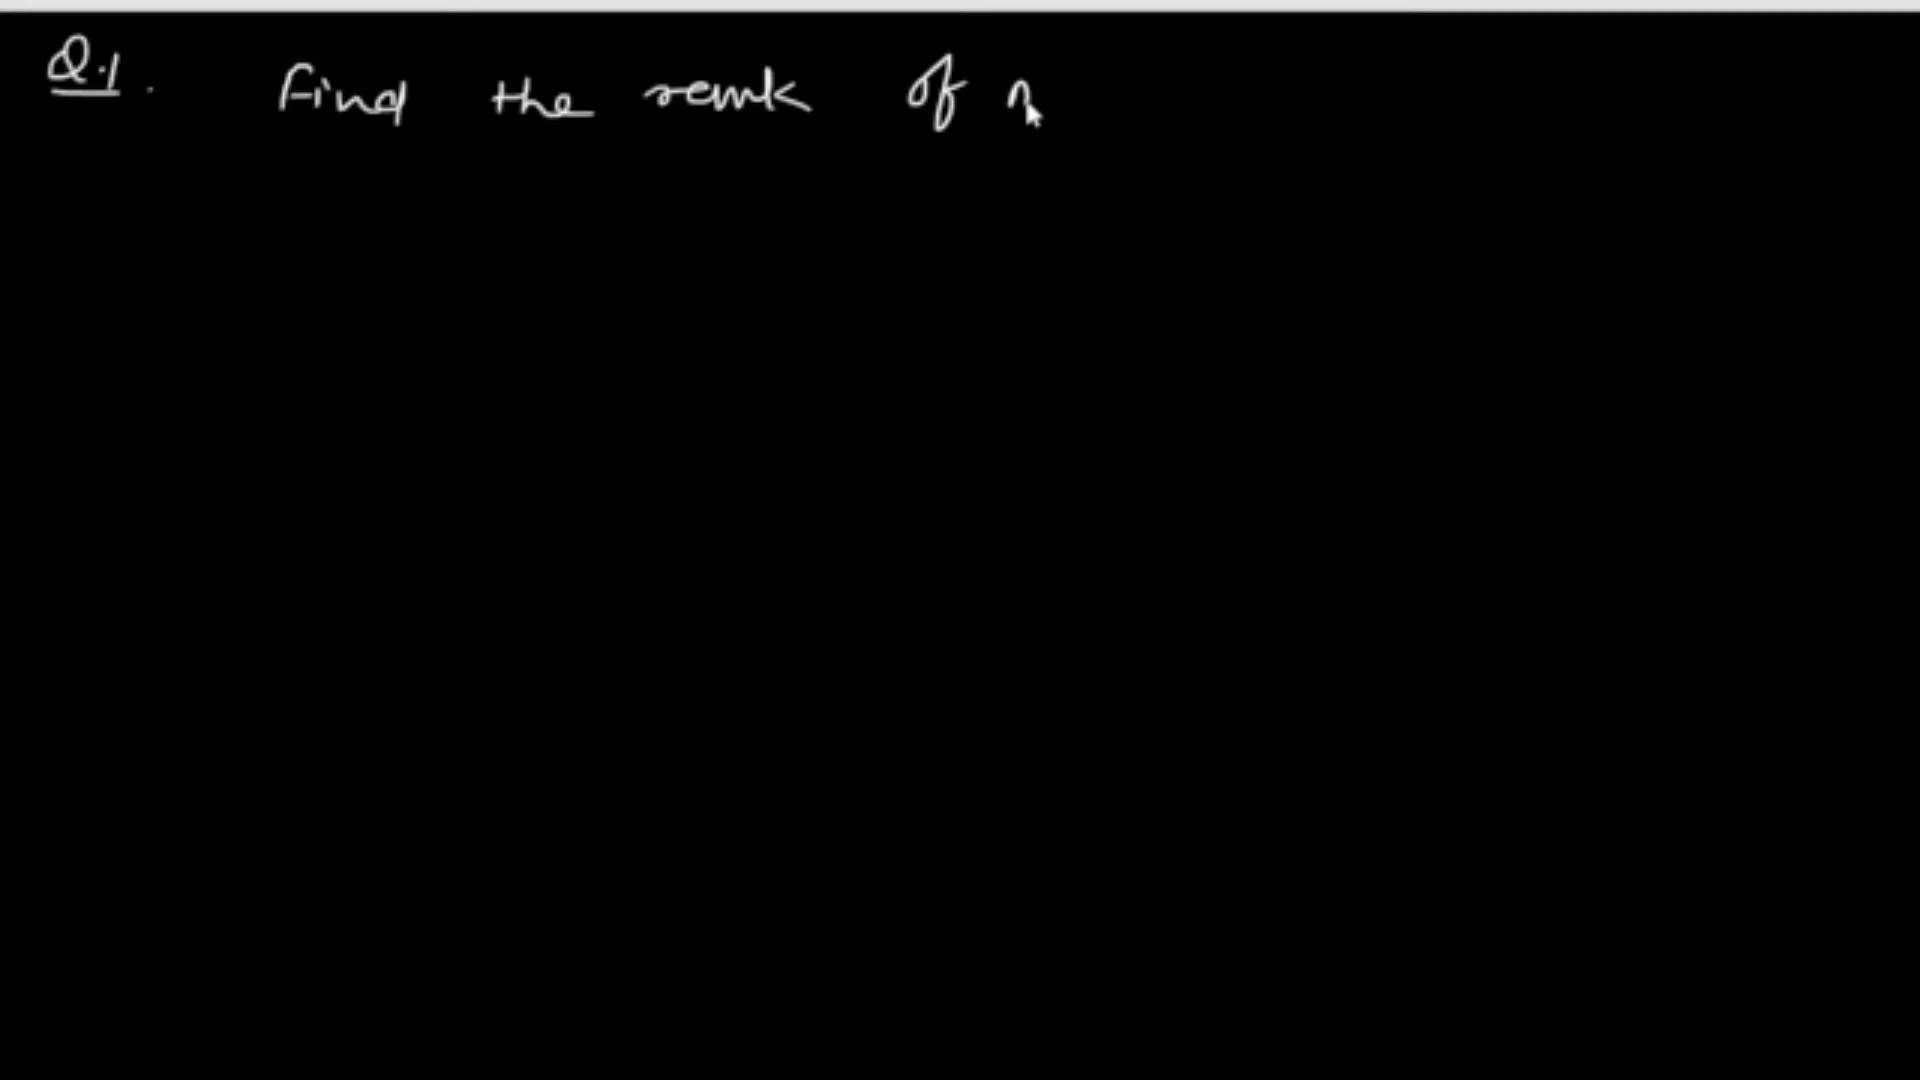 Q.1. Find the rank of